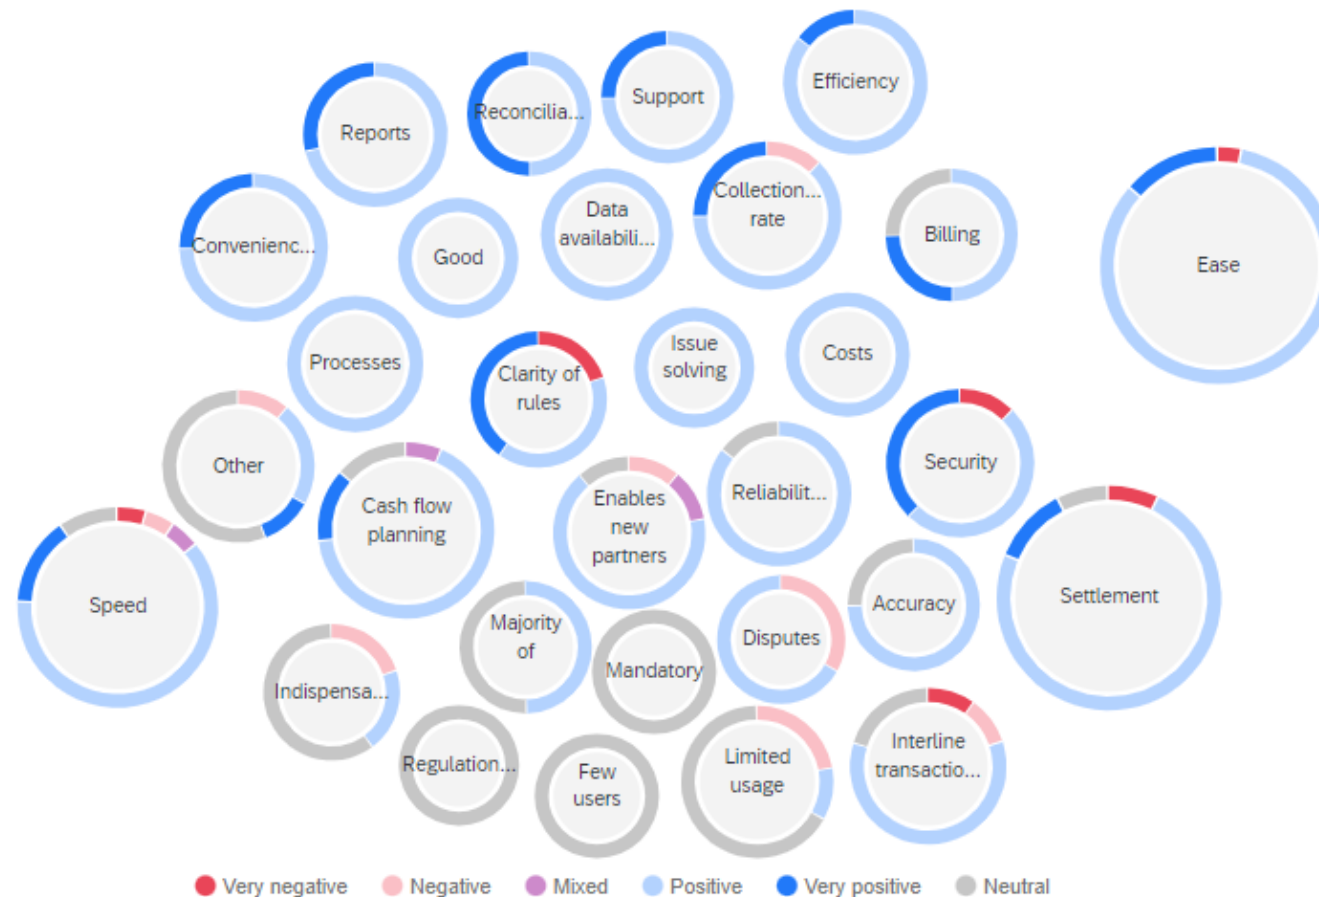 Efficiency
Support
Reconcilia...
Reports
Collection...
rate
Data
availabili...
Billing
Convenienc...
Good
Ease
Processes
Issue
solving
Costs
Clarity of
rules
Other
Security
Cash flow
planning
Enables
new
partners
Reliabilit...
Speed
Settlement
Accuracy
Majority
of
Disputes
Mandatory
Indispensa...
Regulation...
Few
users
Limited
usage
Interline
transactio...
Very negative
Negative
Mixed
Positive
Very positive
Neutral